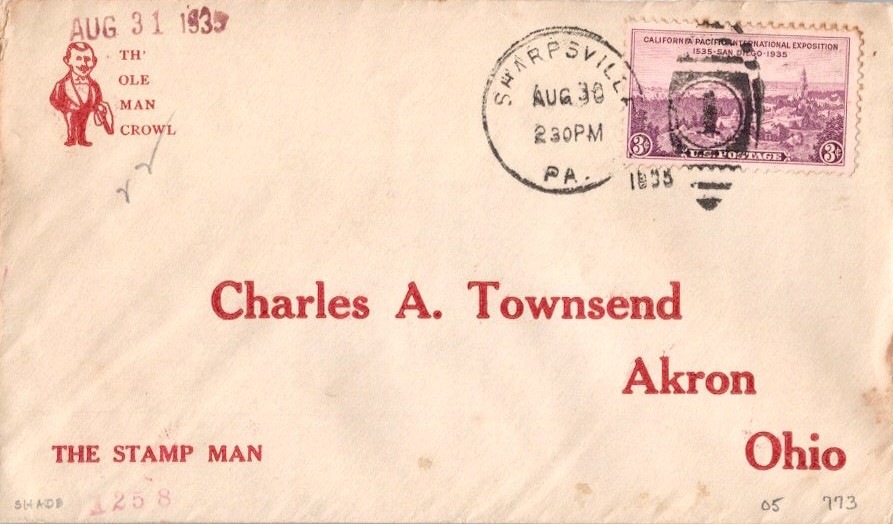 AUG 31 1935
TH'
OLE
MAN
CROWL
SHARPSVILLE
AUG 30
230PM
PA.
1935
CALIFORNIA PACIFIC INTERNATIONAL EXPOSITION
1535-SAN DIEGO-1935
1
3¢ U.S. POSTAGE 3¢
Charles A. Townsend
Akron
Ohio
THE STAMP MAN
1258
SHADE
05 773